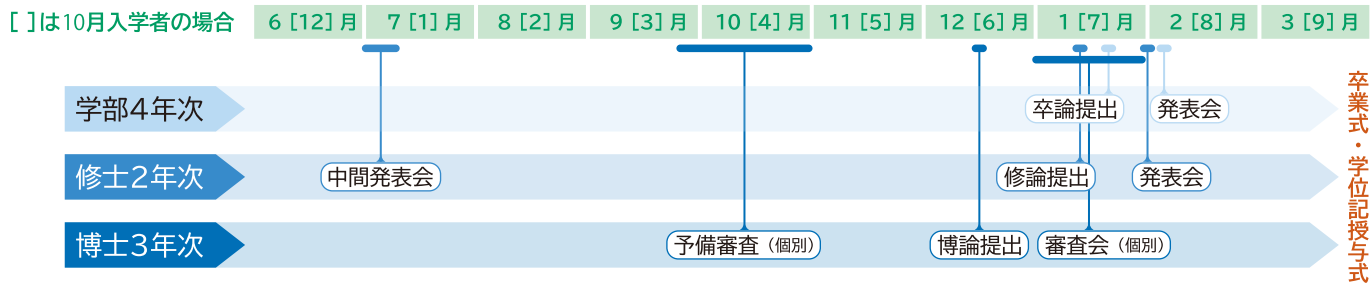 [ ]は10月入学者の場合
6 [12] 月
7 [1] 月
8 [2] 月
9 [3] 月
10 [4] 月
11 [5] 月
12 [6] 月
1 [7] 月
2 [8] 月
3 [9] 月
学部4年次
卒論提出
発表会
修士2年次
中間発表会
修論提出
発表会
博士3年次
予備審査（個別）
博論提出
審査会（個別）
卒業式・学位記授与式